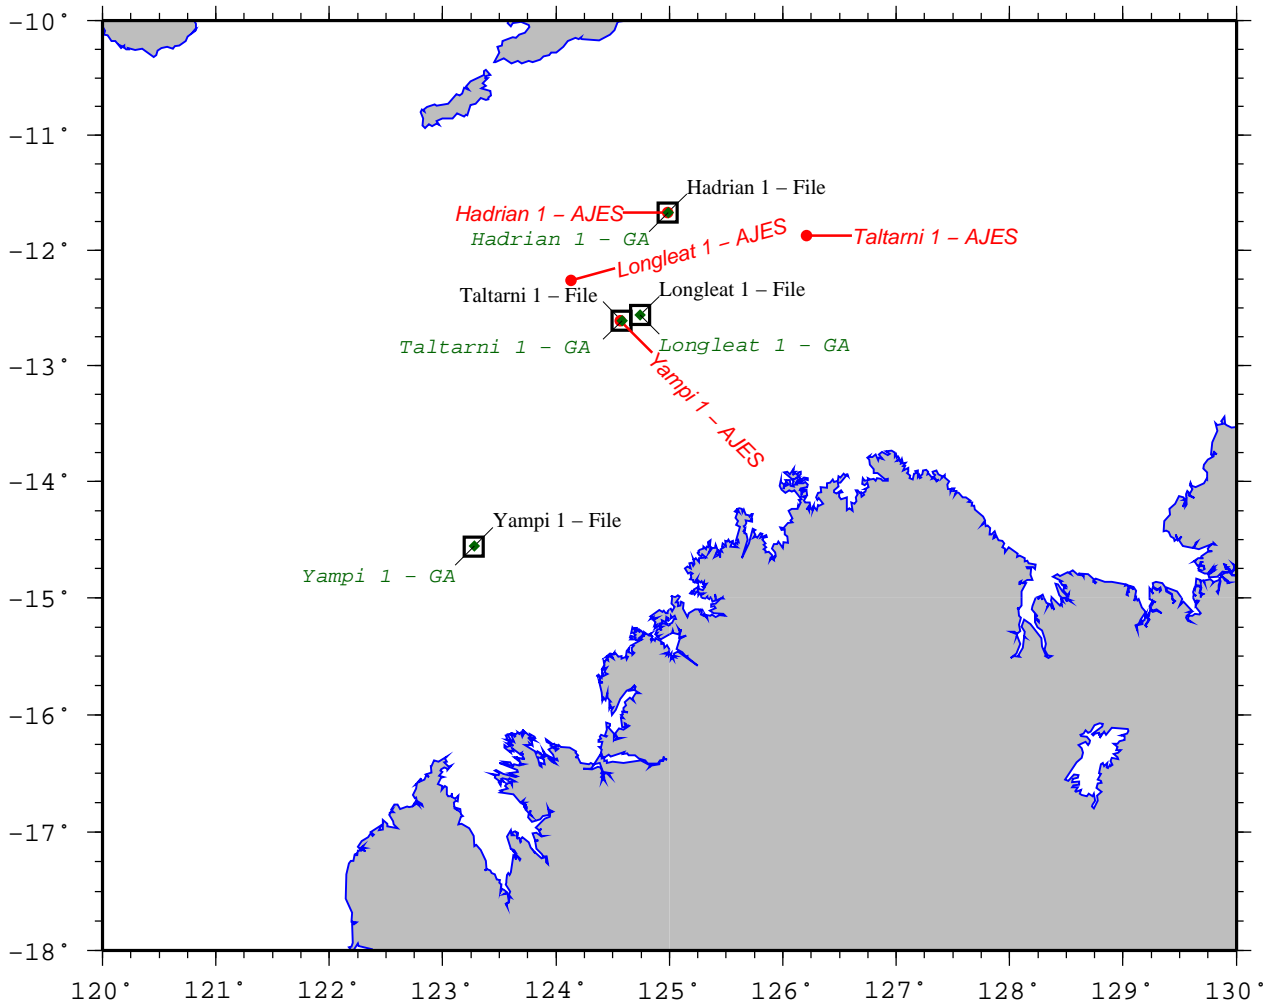 −10°
−11°
−12°
−13°
−14°
−15°
−16°
−17°
−18°
Hadrian 1 − File
Hadrian 1 − AJES
Hadrian 1 − GA
Longleat 1 − AJES
Taltarni 1 − AJES
Taltarni 1 − File
Longleat 1 − File
Taltarni 1 − GA
Longleat 1 − GA
Yampi 1 − AJES
Yampi 1 − File
Yampi 1 − GA
120° 121° 122° 123° 124° 125° 126° 127° 128° 129° 130°